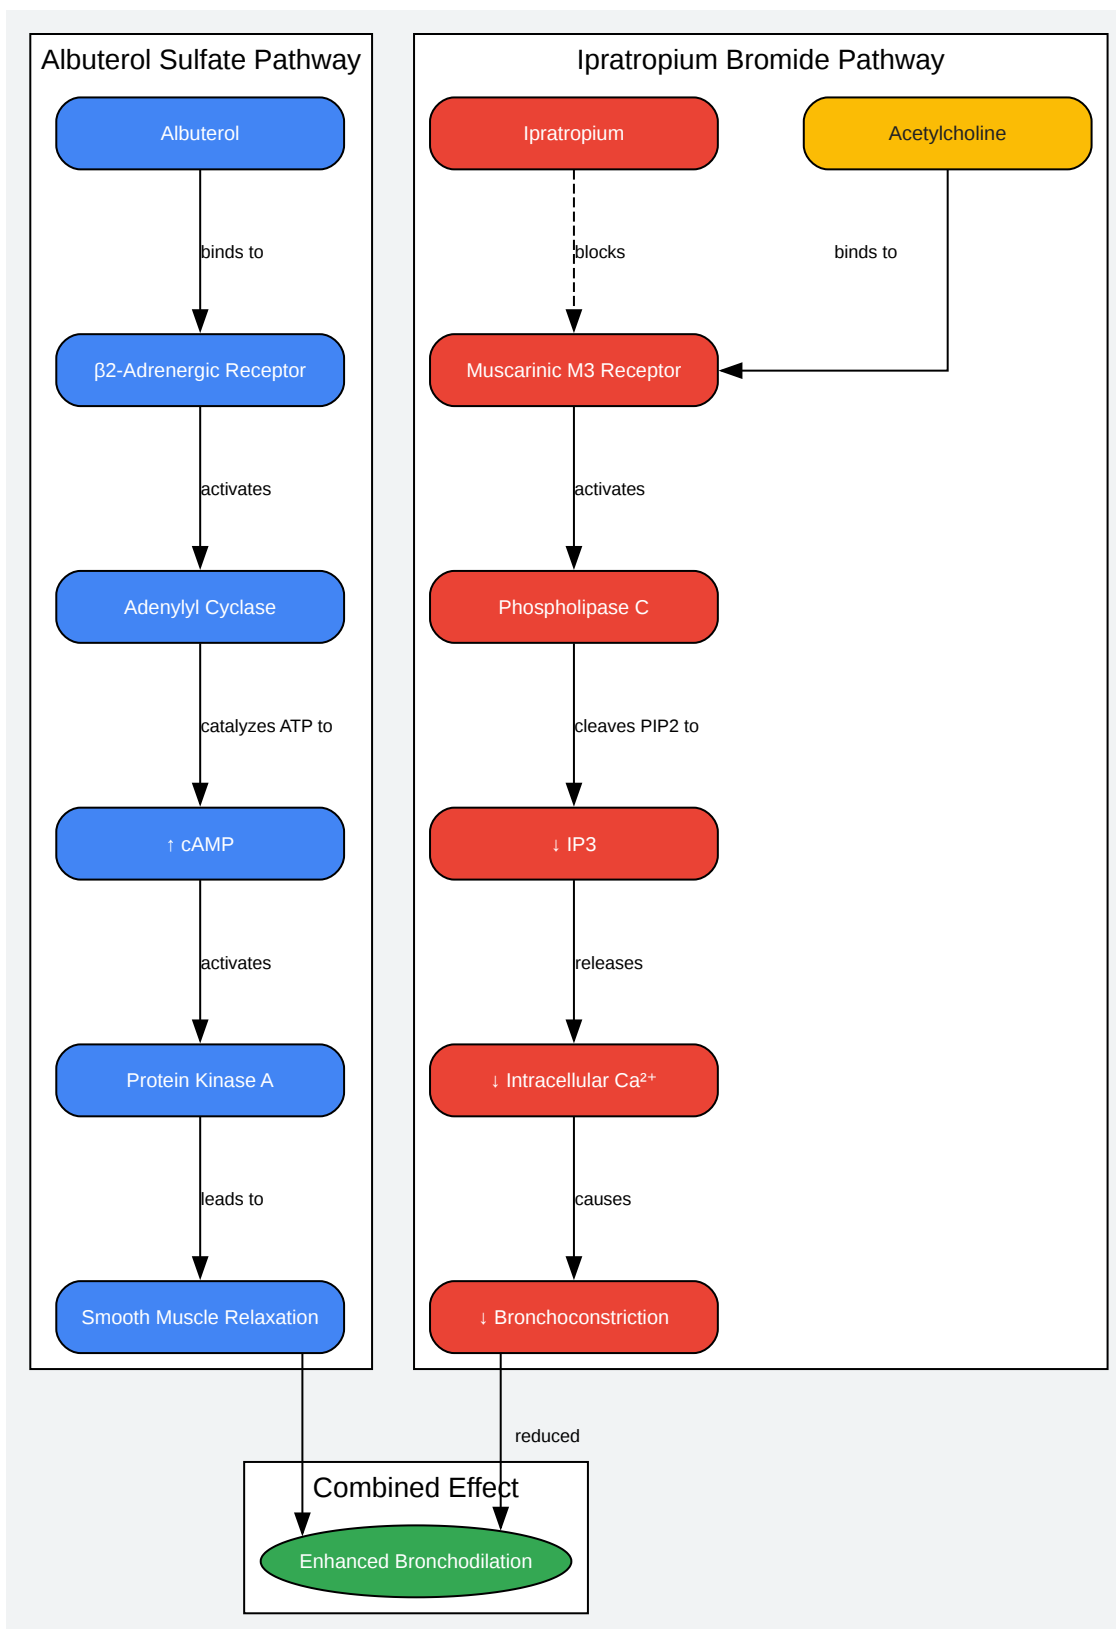 Albuterol Sulfate Pathway
Albuterol
binds to
β2-Adrenergic Receptor
activates
Adenylyl Cyclase
catalyzes ATP to
↑ cAMP
activates
Protein Kinase A
leads to
Smooth Muscle Relaxation
Ipratropium Bromide Pathway
Ipratropium
Acetylcholine
blocks
binds to
Muscarinic M3 Receptor
activates
Phospholipase C
cleaves PIP2 to
↓ IP3
releases
↓ Intracellular Ca²⁺
causes
↓ Bronchoconstriction
reduced
Combined Effect
Enhanced Bronchodilation